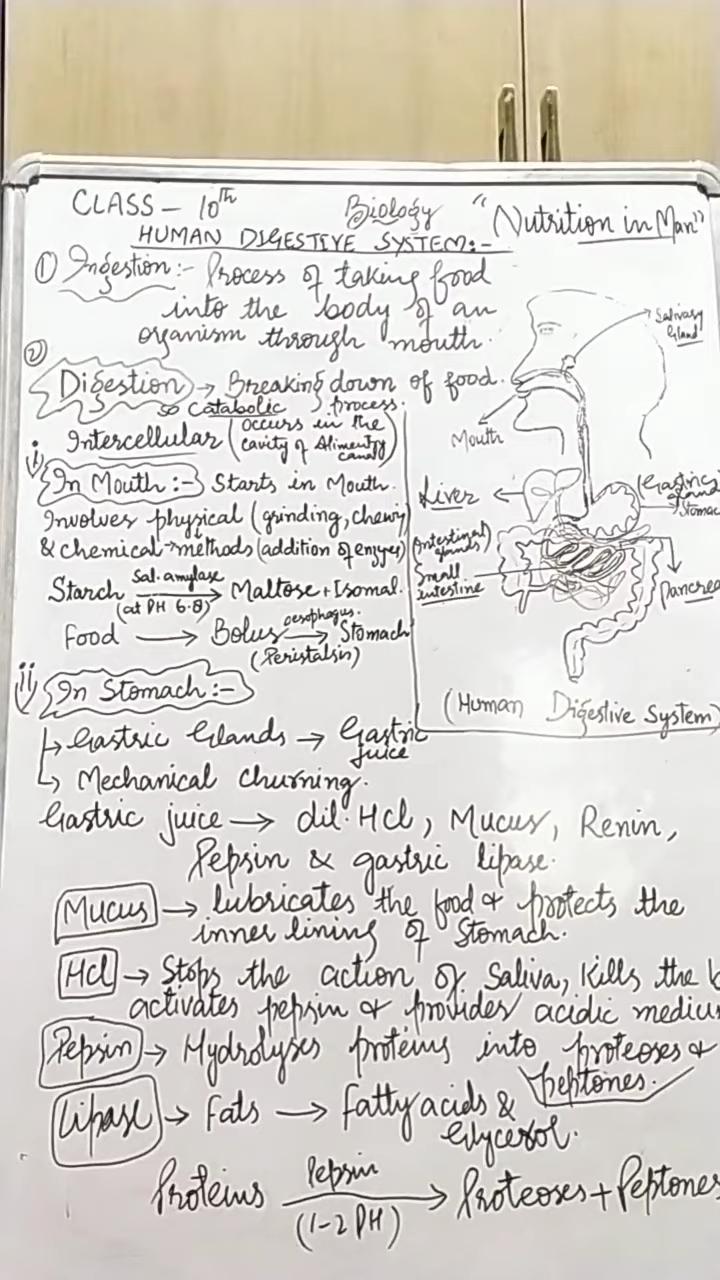 CLASS – 10th Biology "Nutrition in Man"
HUMAN DIGESTIVE SYSTEM:-
1) Ingestion:- Process of taking food
into the body of an
organism through mouth.
2)
Digestion → Breaking down of food.
so Catabolic process.
Intercellular (occurs in the
cavity of Alimentary
canal)
i
In Mouth:- Starts in Mouth.
Involves physical (grinding, chewing
& chemical → methods (addition of enzymes)
Starch Sal. amylase → Maltose + Isomal.
(at PH 6.8)
Food → Bolus oesophagus. → Stomach
(Peristalsis)
Salivary
Gland
Mouth
Liver
Gastric
gland
Stomac
(Intestinal
glands)
Small
intestine
Pancrea
(Human Digestive System)
ii
In Stomach:-
→ Gastric Glands → Gastric
Juice
→ Mechanical churning.
Gastric juice → dil. Hcl, Mucus, Renin,
Pepsin & gastric lipase.
Mucus → lubricates the food & protects the
inner lining of Stomach.
Hcl → Stops the action of Saliva, kills the b
activates pepsin & provides acidic medium
Pepsin → Hydrolyses proteins into proteoses &
peptones.
Lipase → Fats → Fatty acids &
Glycerol.
Proteins Pepsin → Proteoses + Peptones
(1-2 PH)